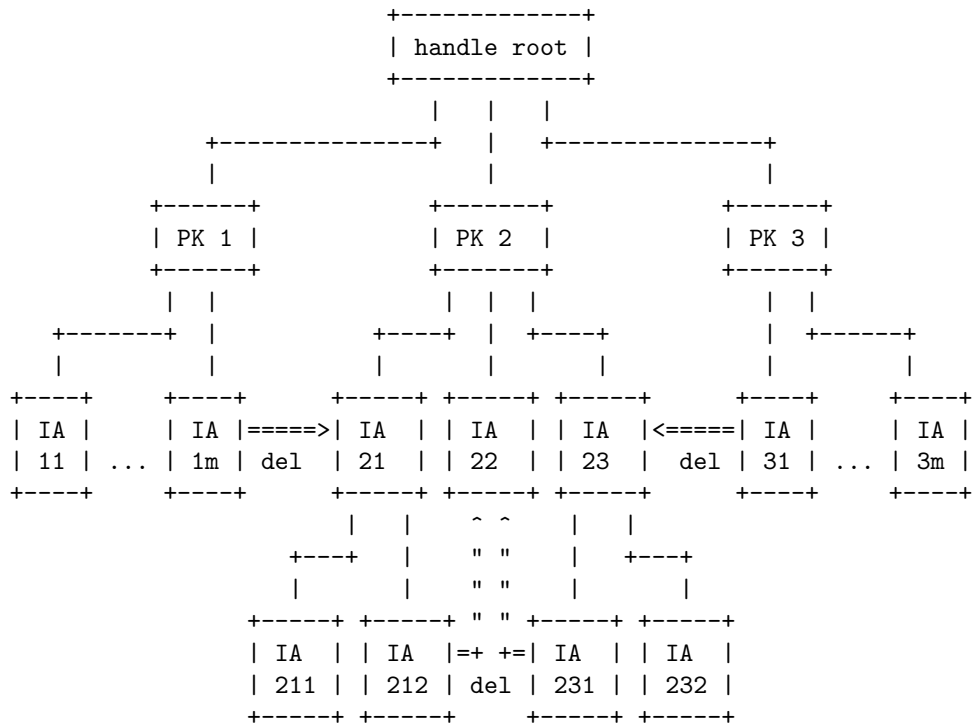 handle root
PK 1 PK 2 PK 3
IA IA IA IA IA IA IA
11 ... 1m del 21 22 23 del 31 ... 3m
IA IA IA IA
211 212 del 231 232